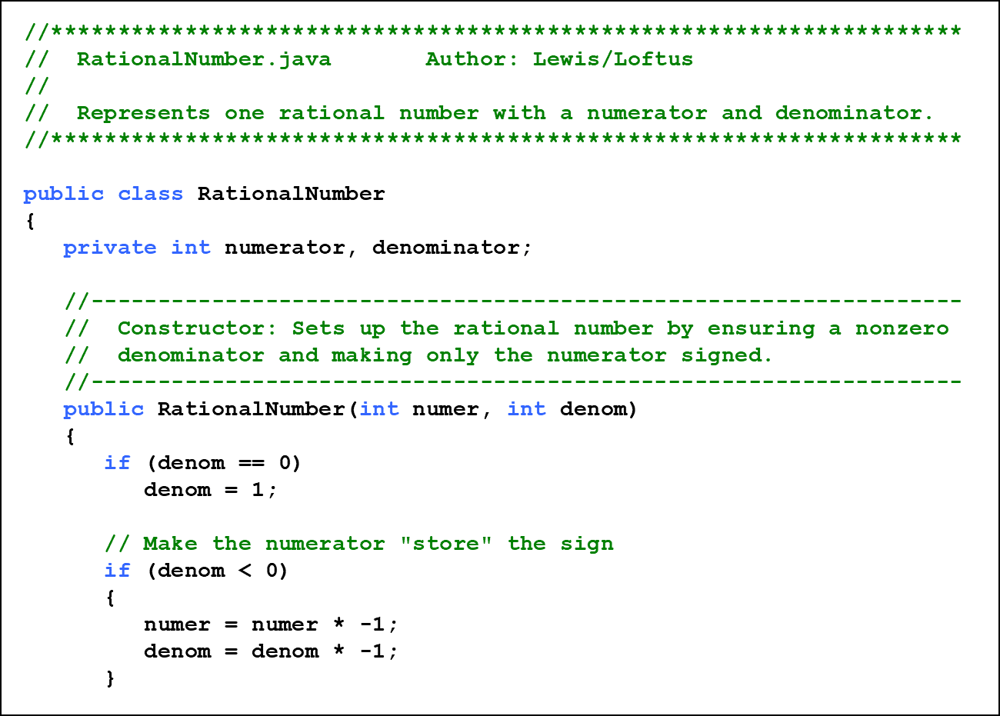 //********************************************************************
//  RationalNumber.java       Author: Lewis/Loftus
//
//  Represents one rational number with a numerator and denominator.
//********************************************************************
public class RationalNumber
{
   private int numerator, denominator;
   //-----------------------------------------------------------------
   //  Constructor: Sets up the rational number by ensuring a nonzero
   //  denominator and making only the numerator signed.
   //-----------------------------------------------------------------
   public RationalNumber(int numer, int denom)
   {
      if (denom == 0)
         denom = 1;
      // Make the numerator "store" the sign
      if (denom < 0)
      {
         numer = numer * -1;
         denom = denom * -1;
      }